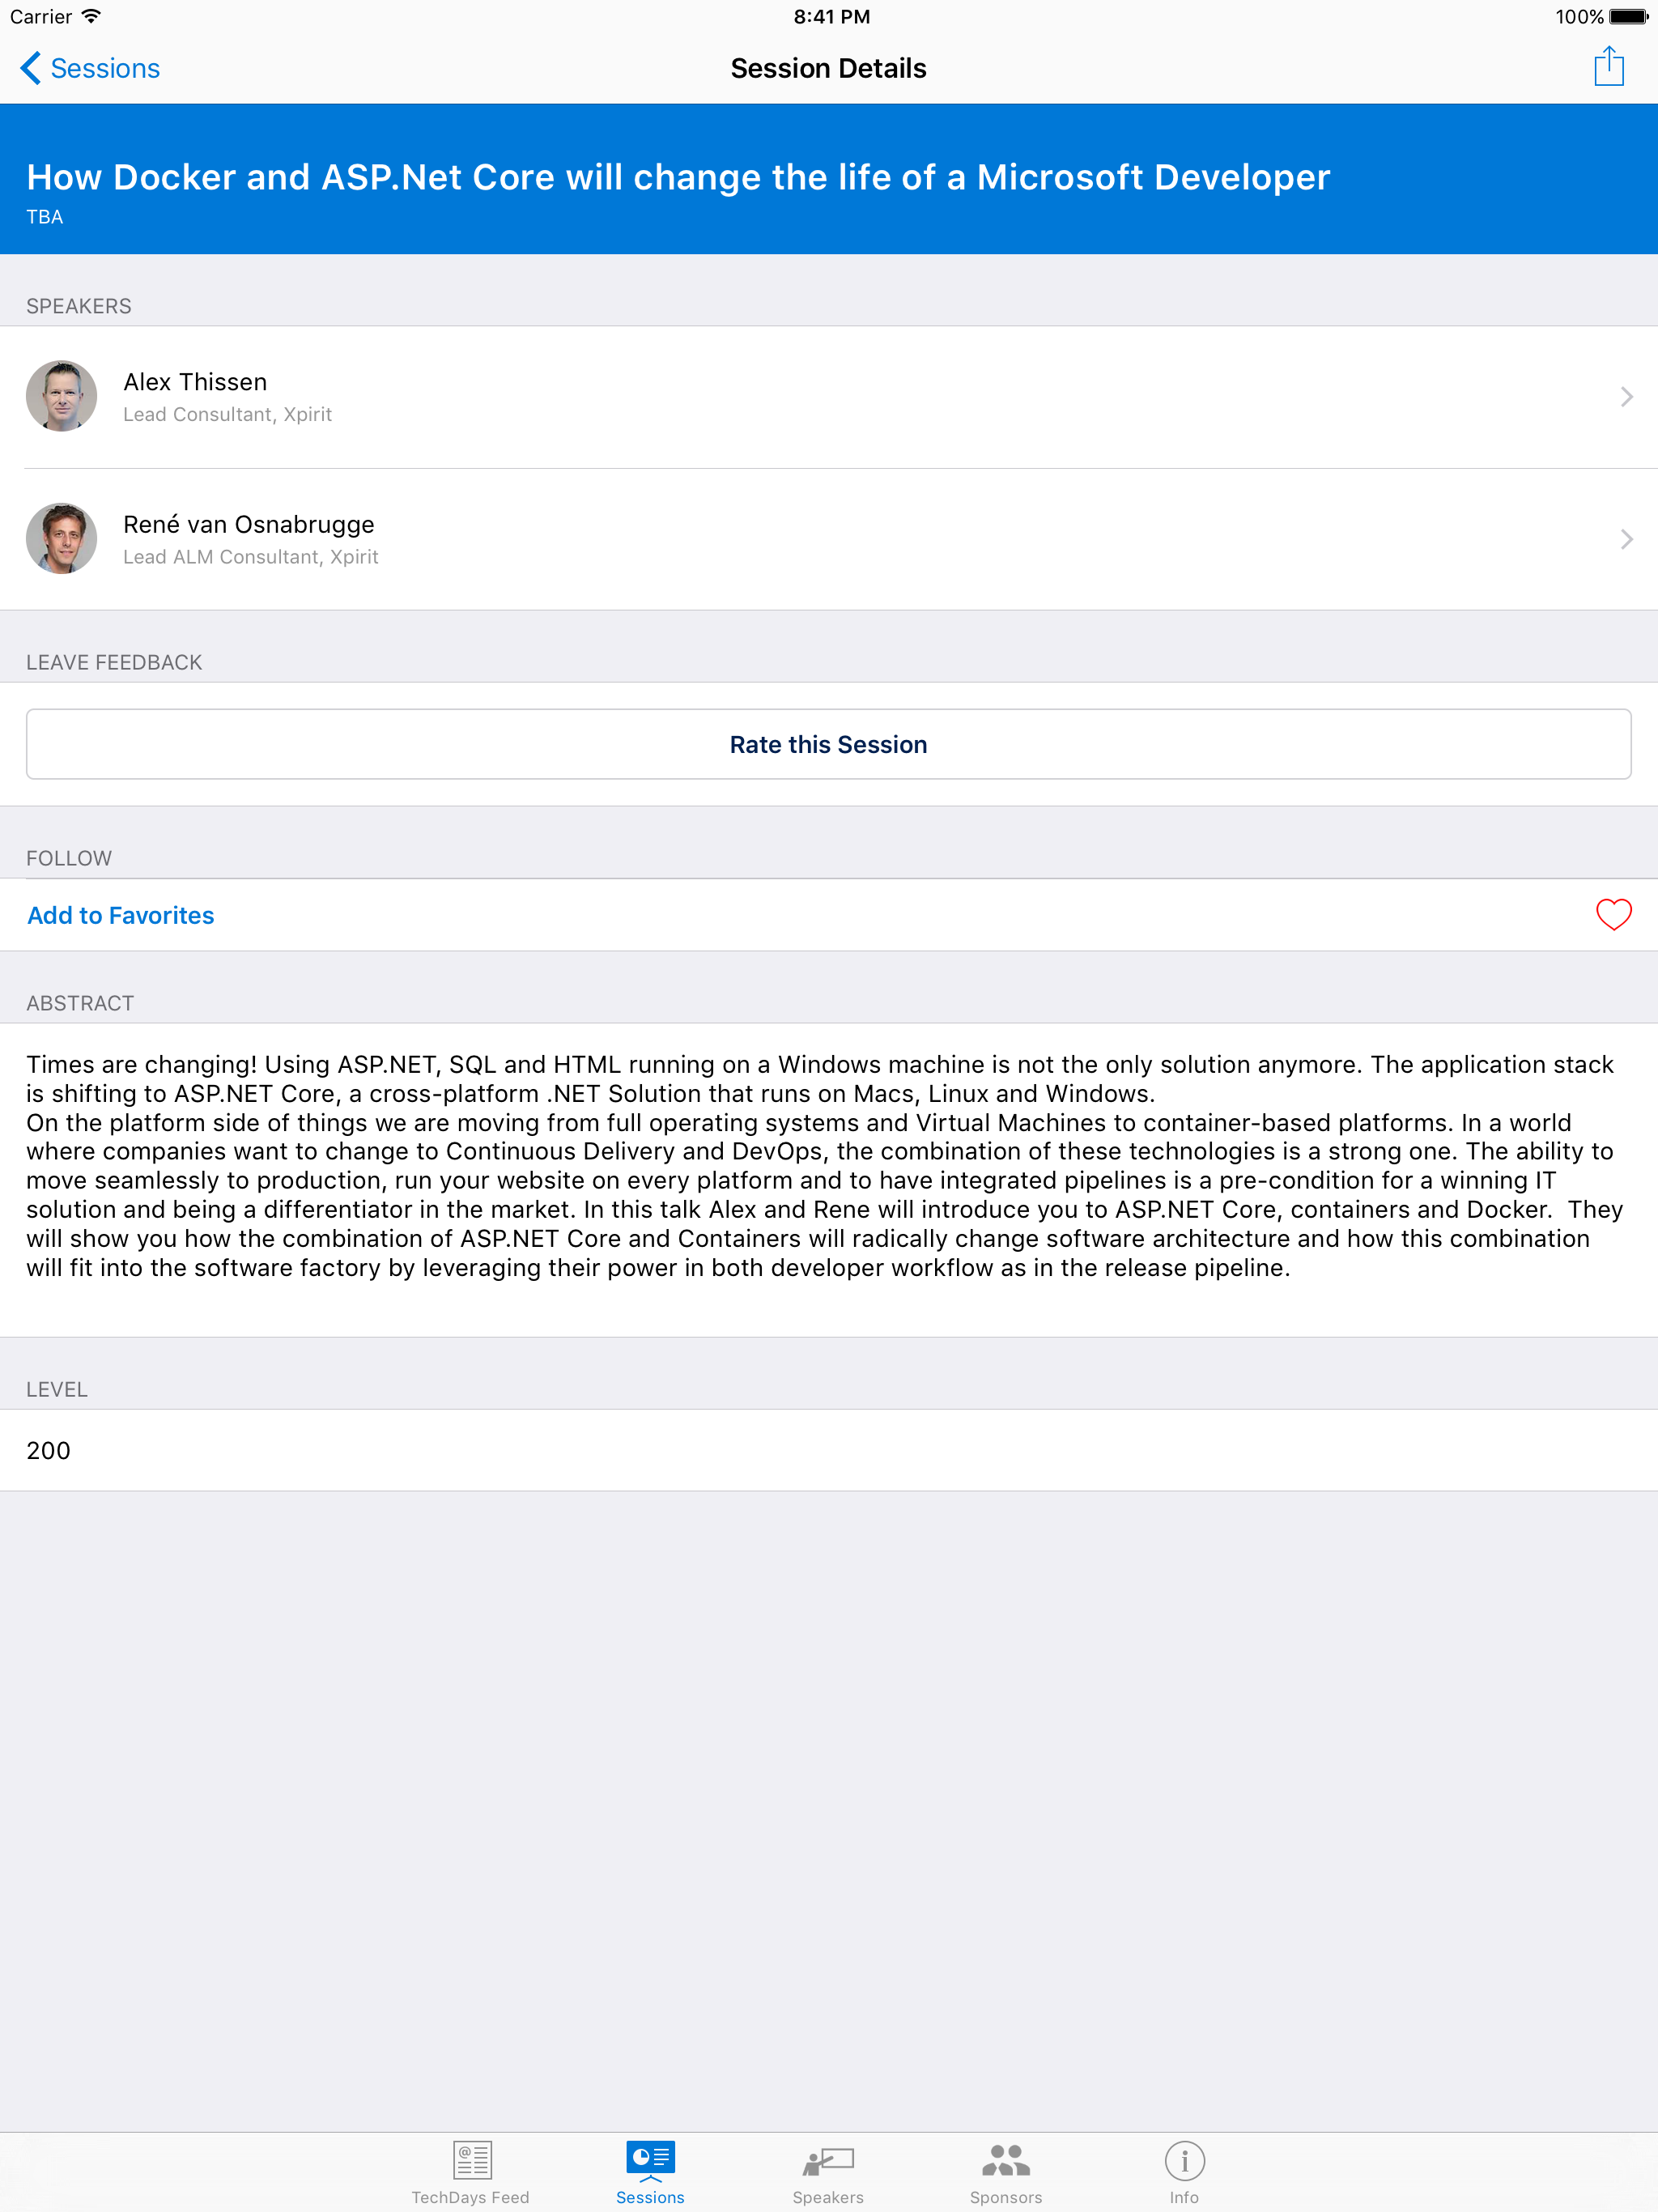 Carrier
8:41 PM
100%
Sessions
Session Details
How Docker and ASP.Net Core will change the life of a Microsoft Developer
TBA
SPEAKERS
Alex Thissen
Lead Consultant, Xpirit
René van Osnabrugge
Lead ALM Consultant, Xpirit
LEAVE FEEDBACK
Rate this Session
FOLLOW
Add to Favorites
ABSTRACT
Times are changing! Using ASP.NET, SQL and HTML running on a Windows machine is not the only solution anymore. The application stack
is shifting to ASP.NET Core, a cross-platform .NET Solution that runs on Macs, Linux and Windows.
On the platform side of things we are moving from full operating systems and Virtual Machines to container-based platforms. In a world
where companies want to change to Continuous Delivery and DevOps, the combination of these technologies is a strong one. The ability to
move seamlessly to production, run your website on every platform and to have integrated pipelines is a pre-condition for a winning IT
solution and being a differentiator in the market. In this talk Alex and Rene will introduce you to ASP.NET Core, containers and Docker.  They
will show you how the combination of ASP.NET Core and Containers will radically change software architecture and how this combination
will fit into the software factory by leveraging their power in both developer workflow as in the release pipeline.
LEVEL
200
TechDays Feed
Sessions
Speakers
Sponsors
Info